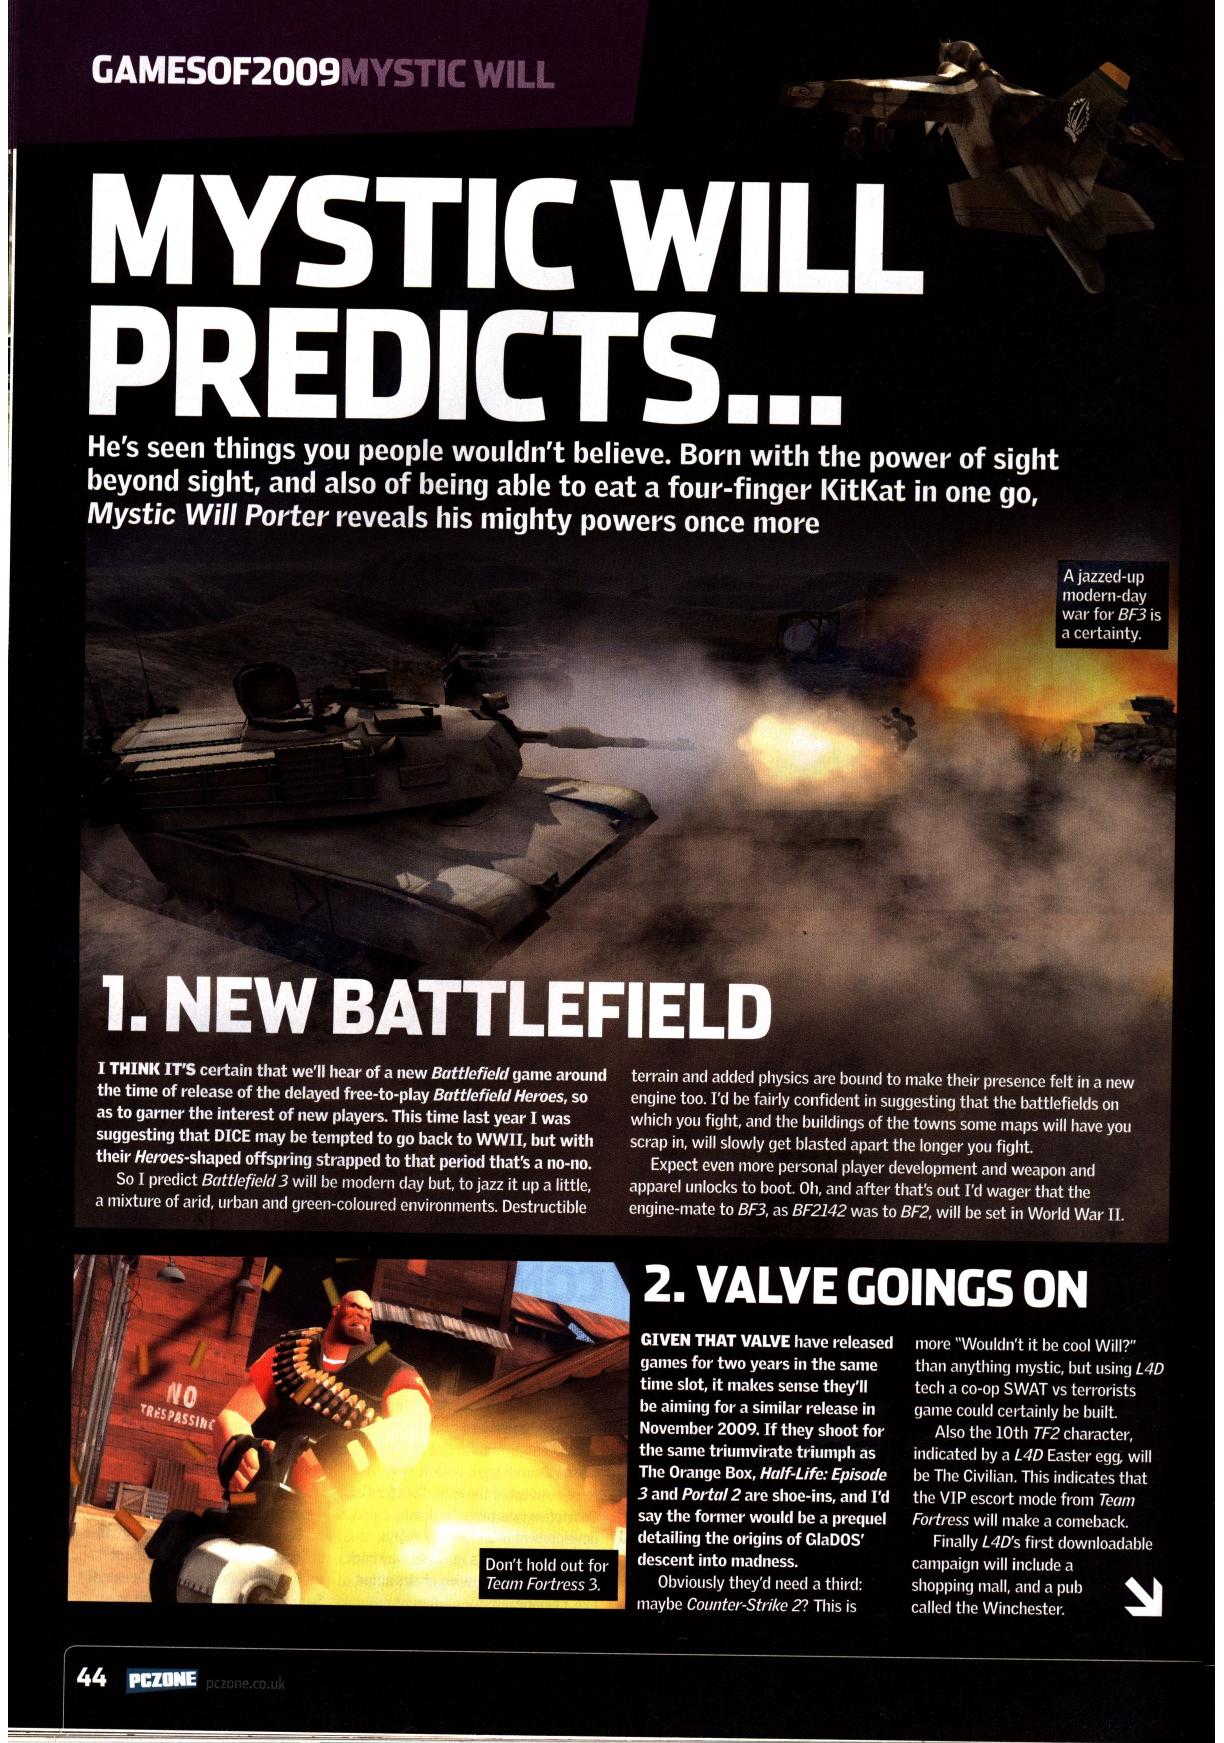 GAMESOF2009MYSTIC WILL
MYSTIC WILL
PREDICTS...
He's seen things you people wouldn't believe. Born with the power of sight
beyond sight, and also of being able to eat a four-finger KitKat in one go,
Mystic Will Porter reveals his mighty powers once more
A jazzed-up
modern-day
war for BF3 is
a certainty.
1. NEW BATTLEFIELD
I THINK IT'S certain that we'll hear of a new Battlefield game around
the time of release of the delayed free-to-play Battlefield Heroes, so
as to garner the interest of new players. This time last year I was
suggesting that DICE may be tempted to go back to WWII, but with
their Heroes-shaped offspring strapped to that period that's a no-no.
So I predict Battlefield 3 will be modern day but, to jazz it up a little,
a mixture of arid, urban and green-coloured environments. Destructible
terrain and added physics are bound to make their presence felt in a new
engine too. I'd be fairly confident in suggesting that the battlefields on
which you fight, and the buildings of the towns some maps will have you
scrap in, will slowly get blasted apart the longer you fight.
Expect even more personal player development and weapon and
apparel unlocks to boot. Oh, and after that's out I'd wager that the
engine-mate to BF3, as BF2142 was to BF2, will be set in World War II.
NO
TRESPASSING
Don't hold out for
Team Fortress 3.
2. VALVE GOINGS ON
GIVEN THAT VALVE have released
games for two years in the same
time slot, it makes sense they'll
be aiming for a similar release in
November 2009. If they shoot for
the same triumvirate triumph as
The Orange Box, Half-Life: Episode
3 and Portal 2 are shoe-ins, and I'd
say the former would be a prequel
detailing the origins of GlaDOS'
descent into madness.
Obviously they'd need a third:
maybe Counter-Strike 2? This is
more "Wouldn't it be cool Will?"
than anything mystic, but using L4D
tech a co-op SWAT vs terrorists
game could certainly be built.
Also the 10th TF2 character,
indicated by a L4D Easter egg, will
be The Civilian. This indicates that
the VIP escort mode from Team
Fortress will make a comeback.
Finally L4D's first downloadable
campaign will include a
shopping mall, and a pub
called the Winchester.
44 PCZONE pczone.co.uk